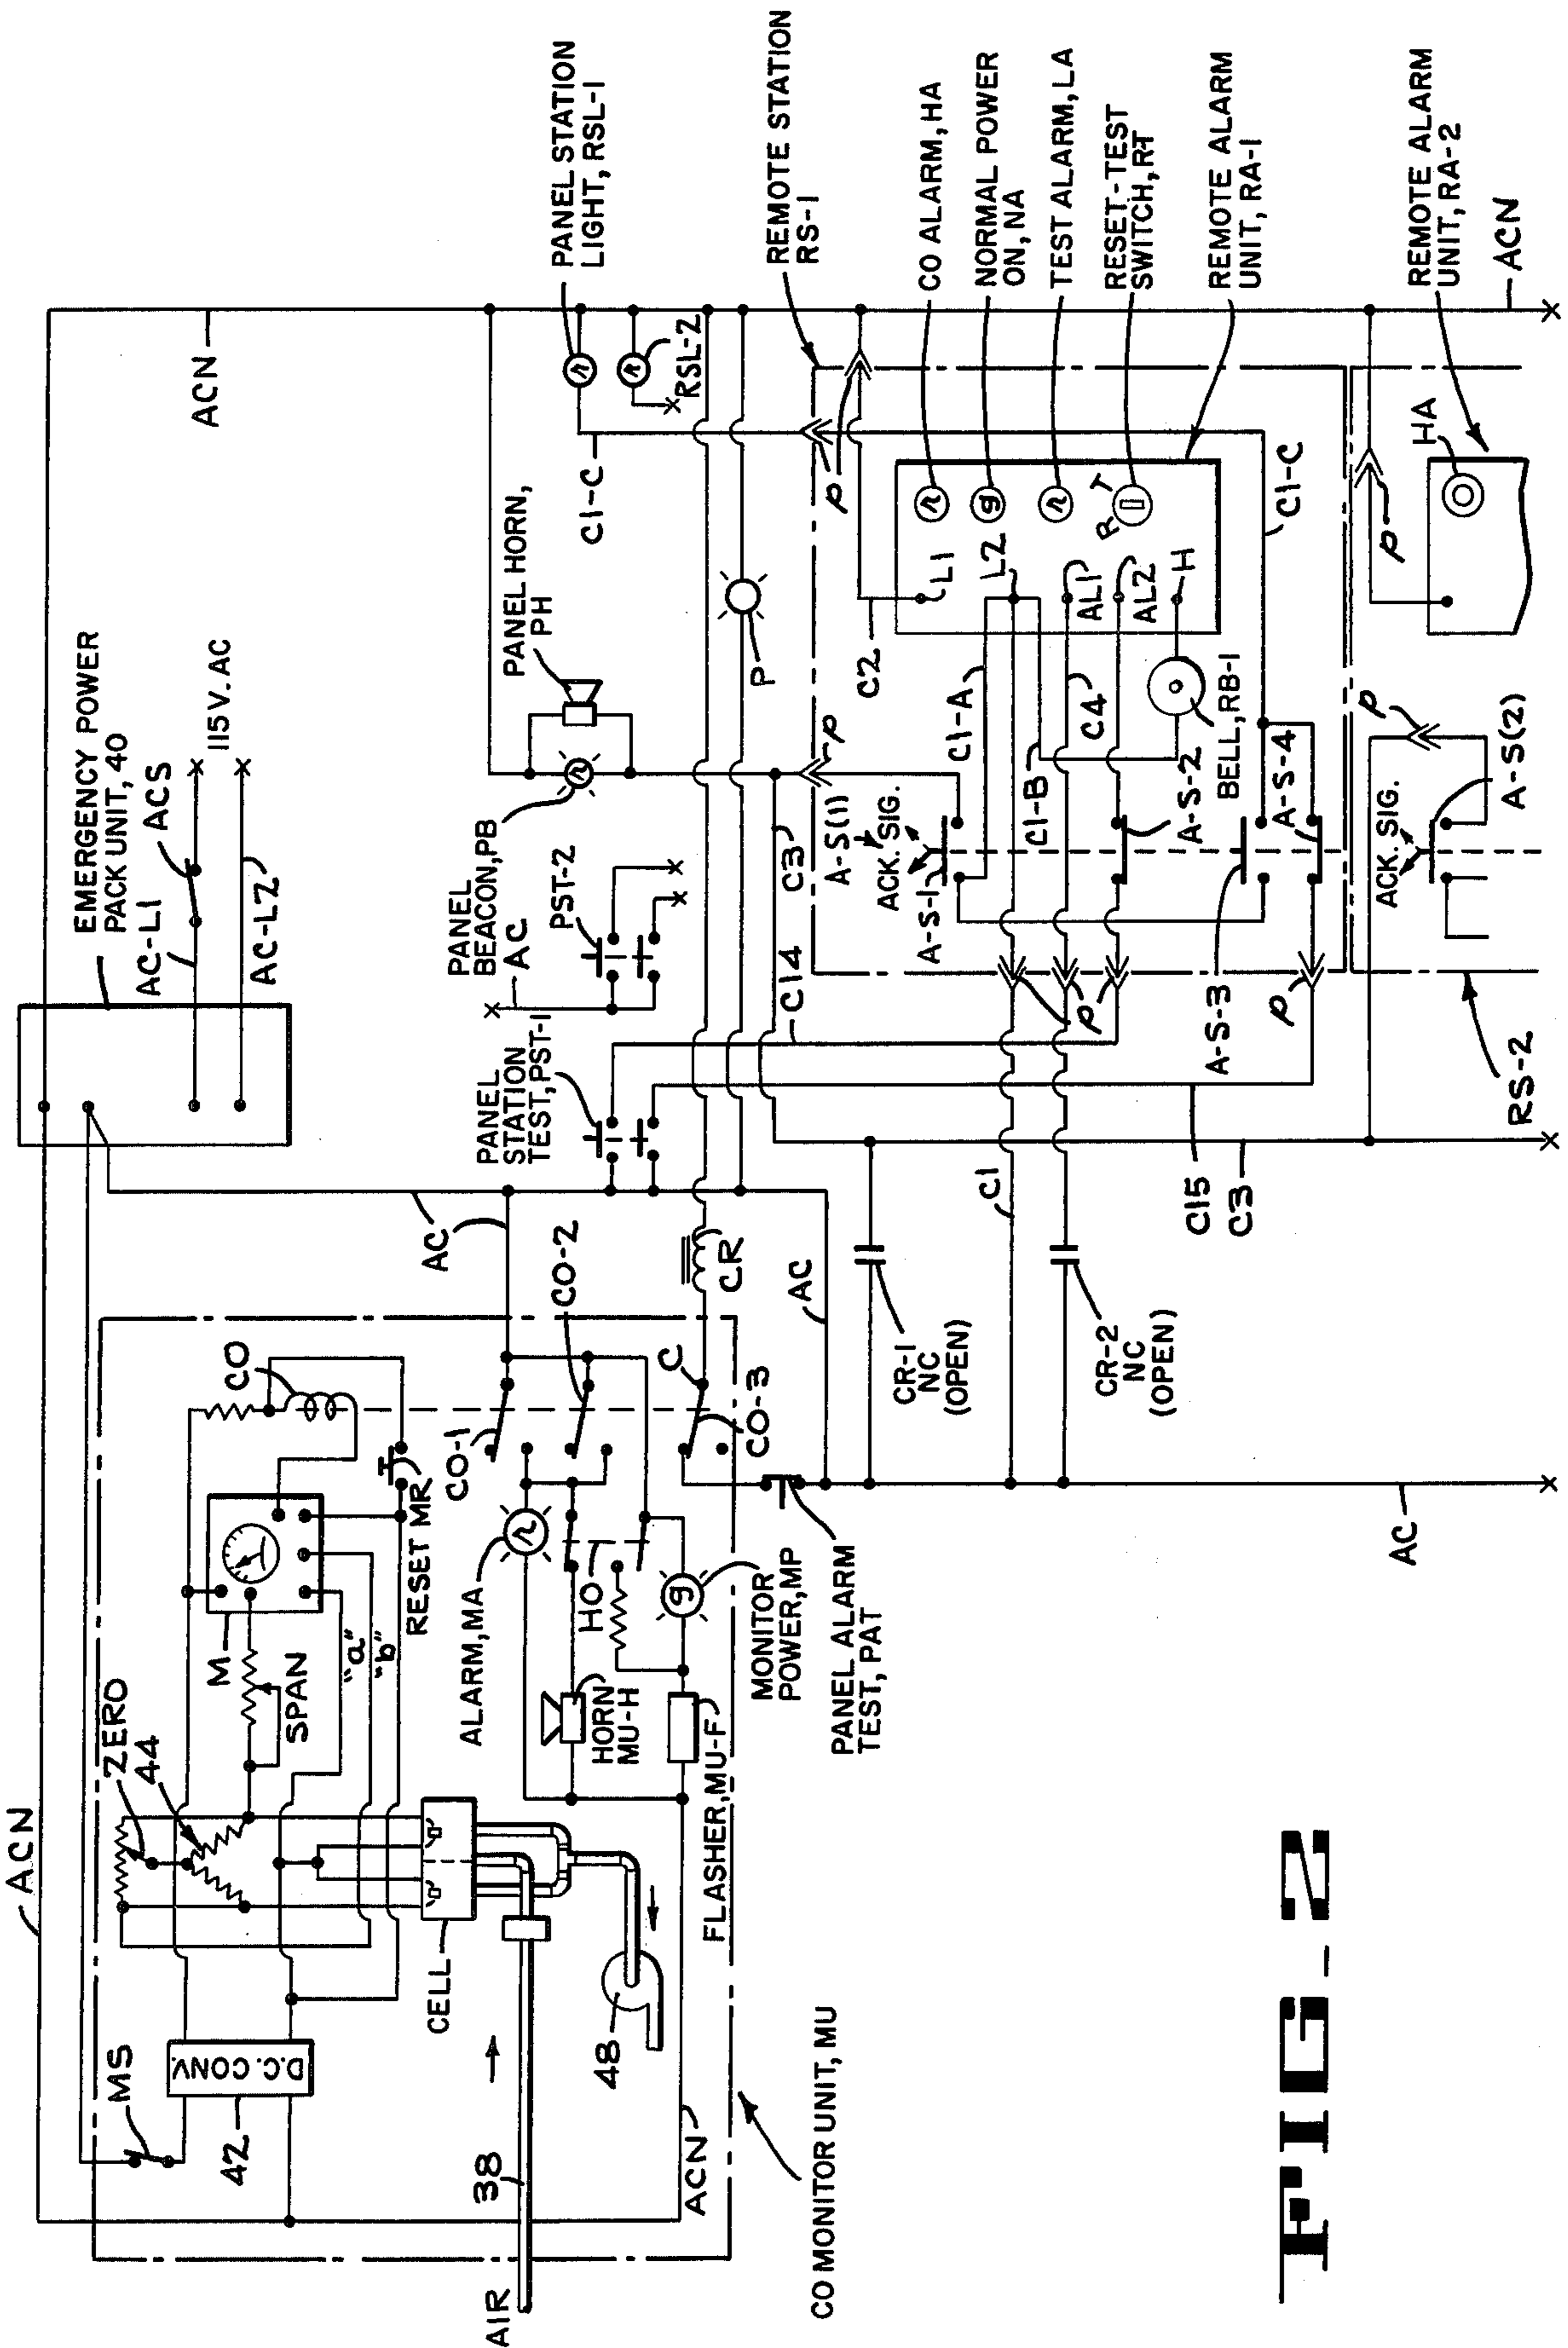 ACN
ACN
EMERGENCY POWER
PACK UNIT, 40
AC-L1
ACS
115 V. AC
AC-L2
PANEL STATION
LIGHT, RSL-1
RSL-2
C1-C
PANEL HORN,
PH
PANEL
BEACON, PB
AC
PST-2
PANEL
STATION
TEST, PST-1
P
C3
C14
REMOTE STATION
RS-1
CO ALARM, HA
NORMAL POWER
ON, NA
TEST ALARM, LA
RESET-TEST
SWITCH, RT
REMOTE ALARM
UNIT, RA-1
REMOTE ALARM
UNIT, RA-2
ACN
HA
P
P
P
C2
L1
L2
AL1
AL2
H
R
T
C1-A
C1-B
C4
BELL, RB-1
C1-C
A-S(1)
ACK. SIG.
A-S-1
A-S-2
A-S-3
A-S-4
P
P
P
ACK. SIG.
A-S(2)
RS-2
C15
C3
C1
AC
CR
AC
CR-1
NC
(OPEN)
CR-2
NC
(OPEN)
AC
MS
D.C. CONV.
42
ZERO
44
M
SPAN
"a"
"b"
RESET MR
CO
CO-1
CO-2
C
CO-3
ALARM, MA
r
HO
HORN
MU-H
g
MONITOR
POWER, MP
FLASHER, MU-F
PANEL ALARM
TEST, PAT
CELL
48
38
AIR
ACN
CO MONITOR UNIT, MU
r
r
r
r
g
r
FIG_2